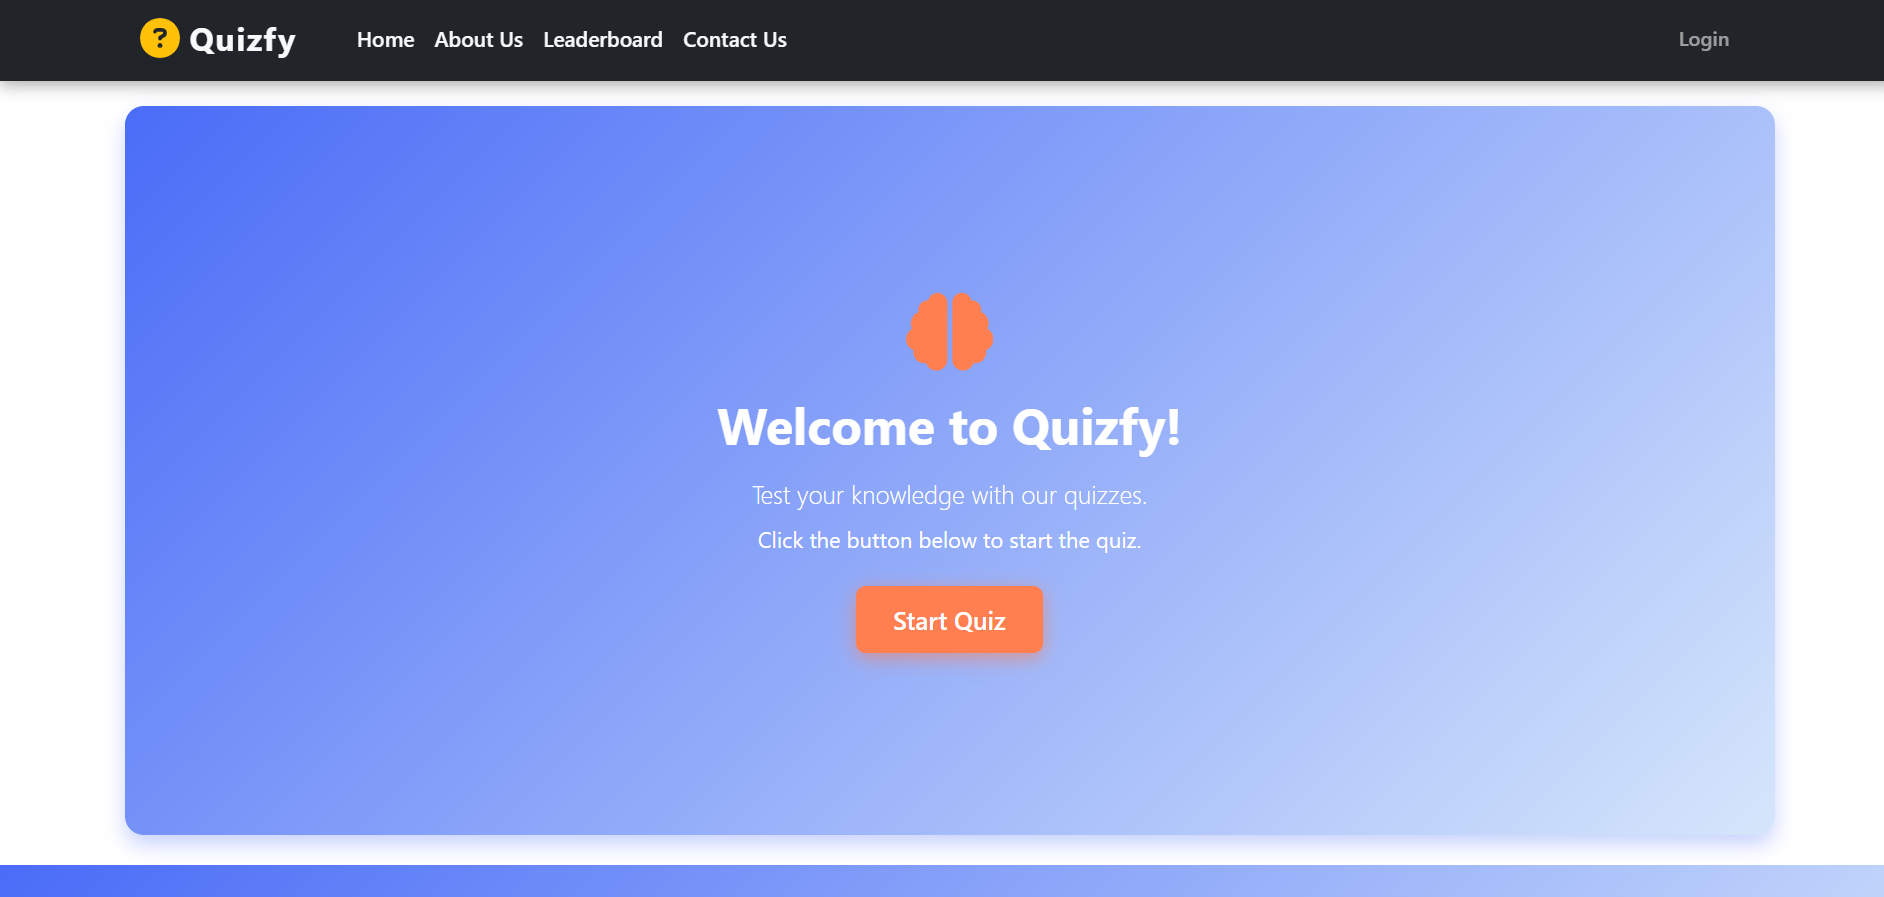 ? Quizfy Home About Us Leaderboard Contact Us Login
Welcome to Quizfy!
Test your knowledge with our quizzes.
Click the button below to start the quiz.
Start Quiz